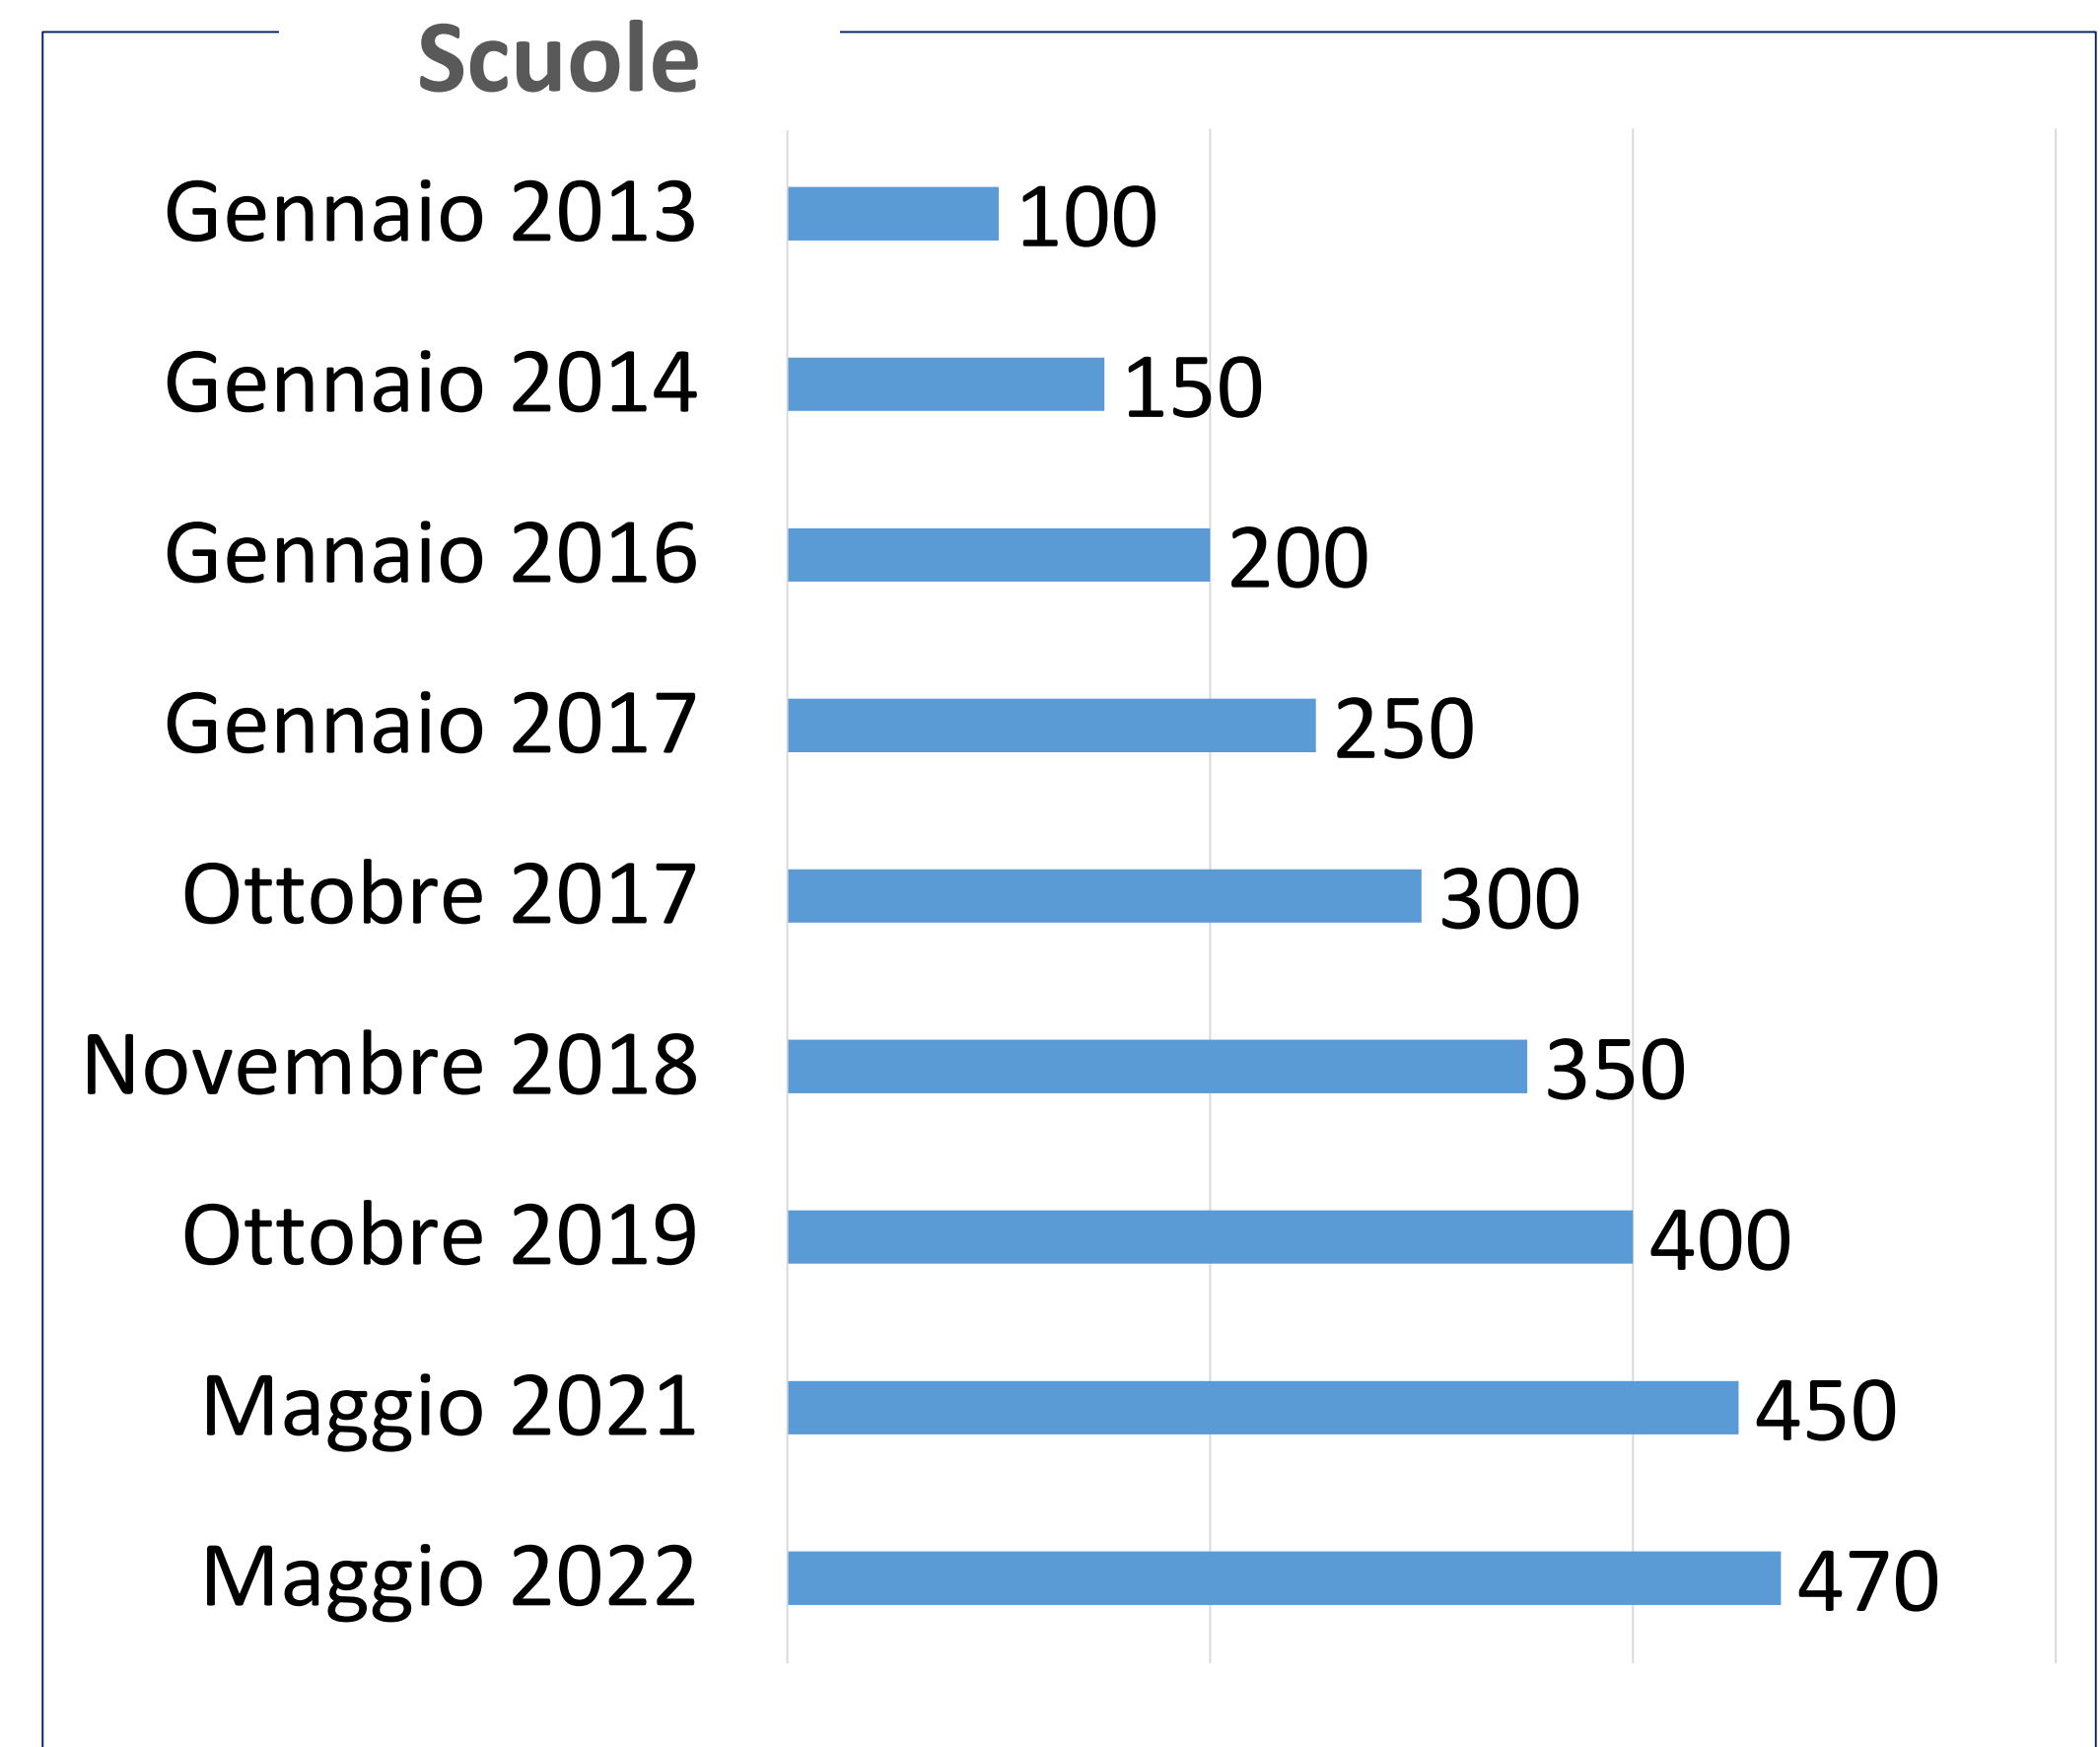 Scuole
Gennaio 2013 100
Gennaio 2014 150
Gennaio 2016 200
Gennaio 2017 250
Ottobre 2017 300
Novembre 2018 350
Ottobre 2019 400
Maggio 2021 450
Maggio 2022 470